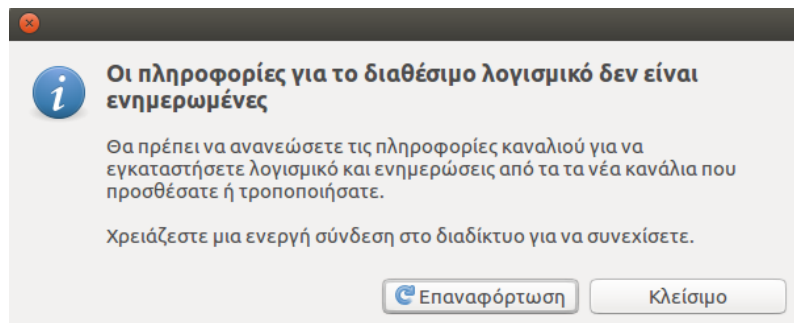 Οι πληροφορίες για το διαθέσιμο λογισμικό δεν είναι
ενημερωμένες
Θα πρέπει να ανανεώσετε τις πληροφορίες καναλιού για να
εγκαταστήσετε λογισμικό και ενημερώσεις από τα τα νέα κανάλια που
προσθέσατε ή τροποποιήσατε.
Χρειάζεστε μια ενεργή σύνδεση στο διαδίκτυο για να συνεχίσετε.
Επαναφόρτωση Κλείσιμο